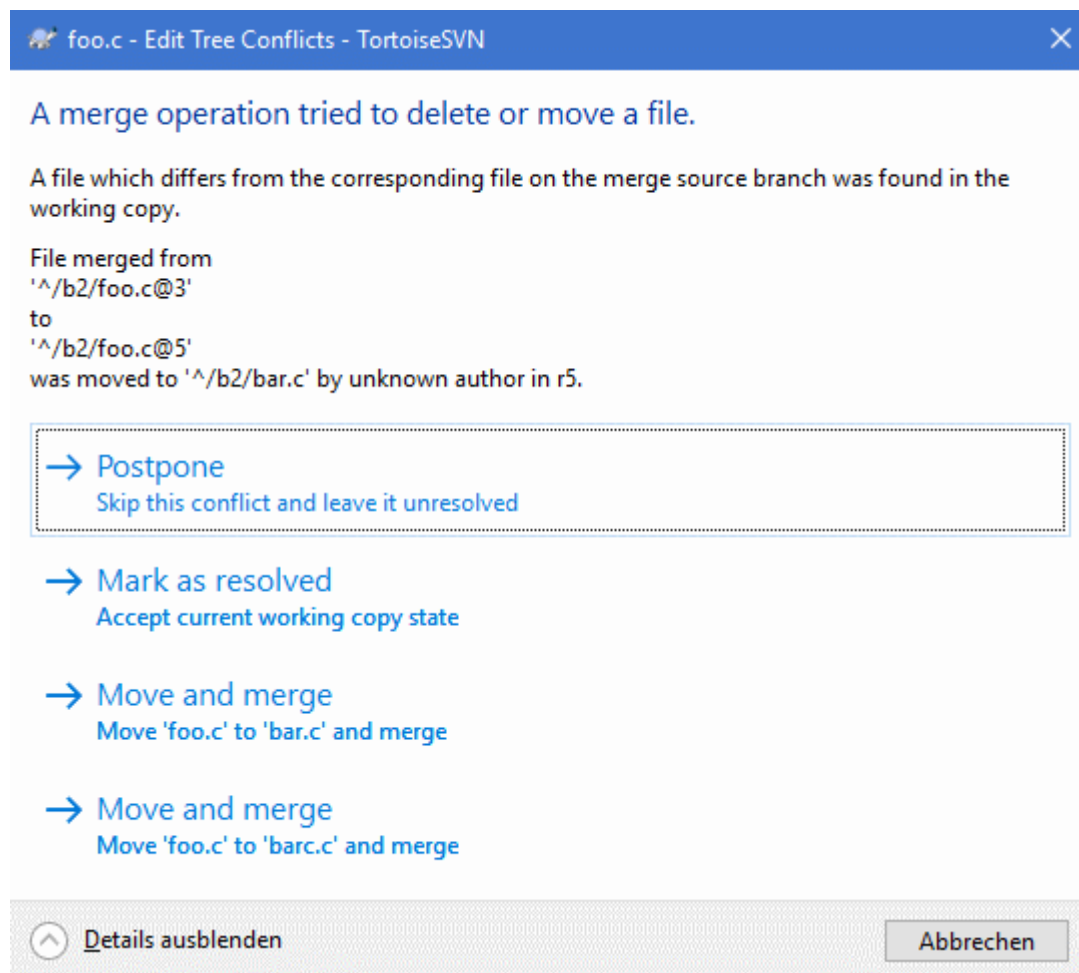 foo.c - Edit Tree Conflicts - TortoiseSVN
A merge operation tried to delete or move a file.
A file which differs from the corresponding file on the merge source branch was found in the
working copy.
File merged from
'^/b2/foo.c@3'
to
'^/b2/foo.c@5'
was moved to '^/b2/bar.c' by unknown author in r5.
Postpone
Skip this conflict and leave it unresolved
Mark as resolved
Accept current working copy state
Move and merge
Move 'foo.c' to 'bar.c' and merge
Move and merge
Move 'foo.c' to 'barc.c' and merge
Details ausblenden
Abbrechen